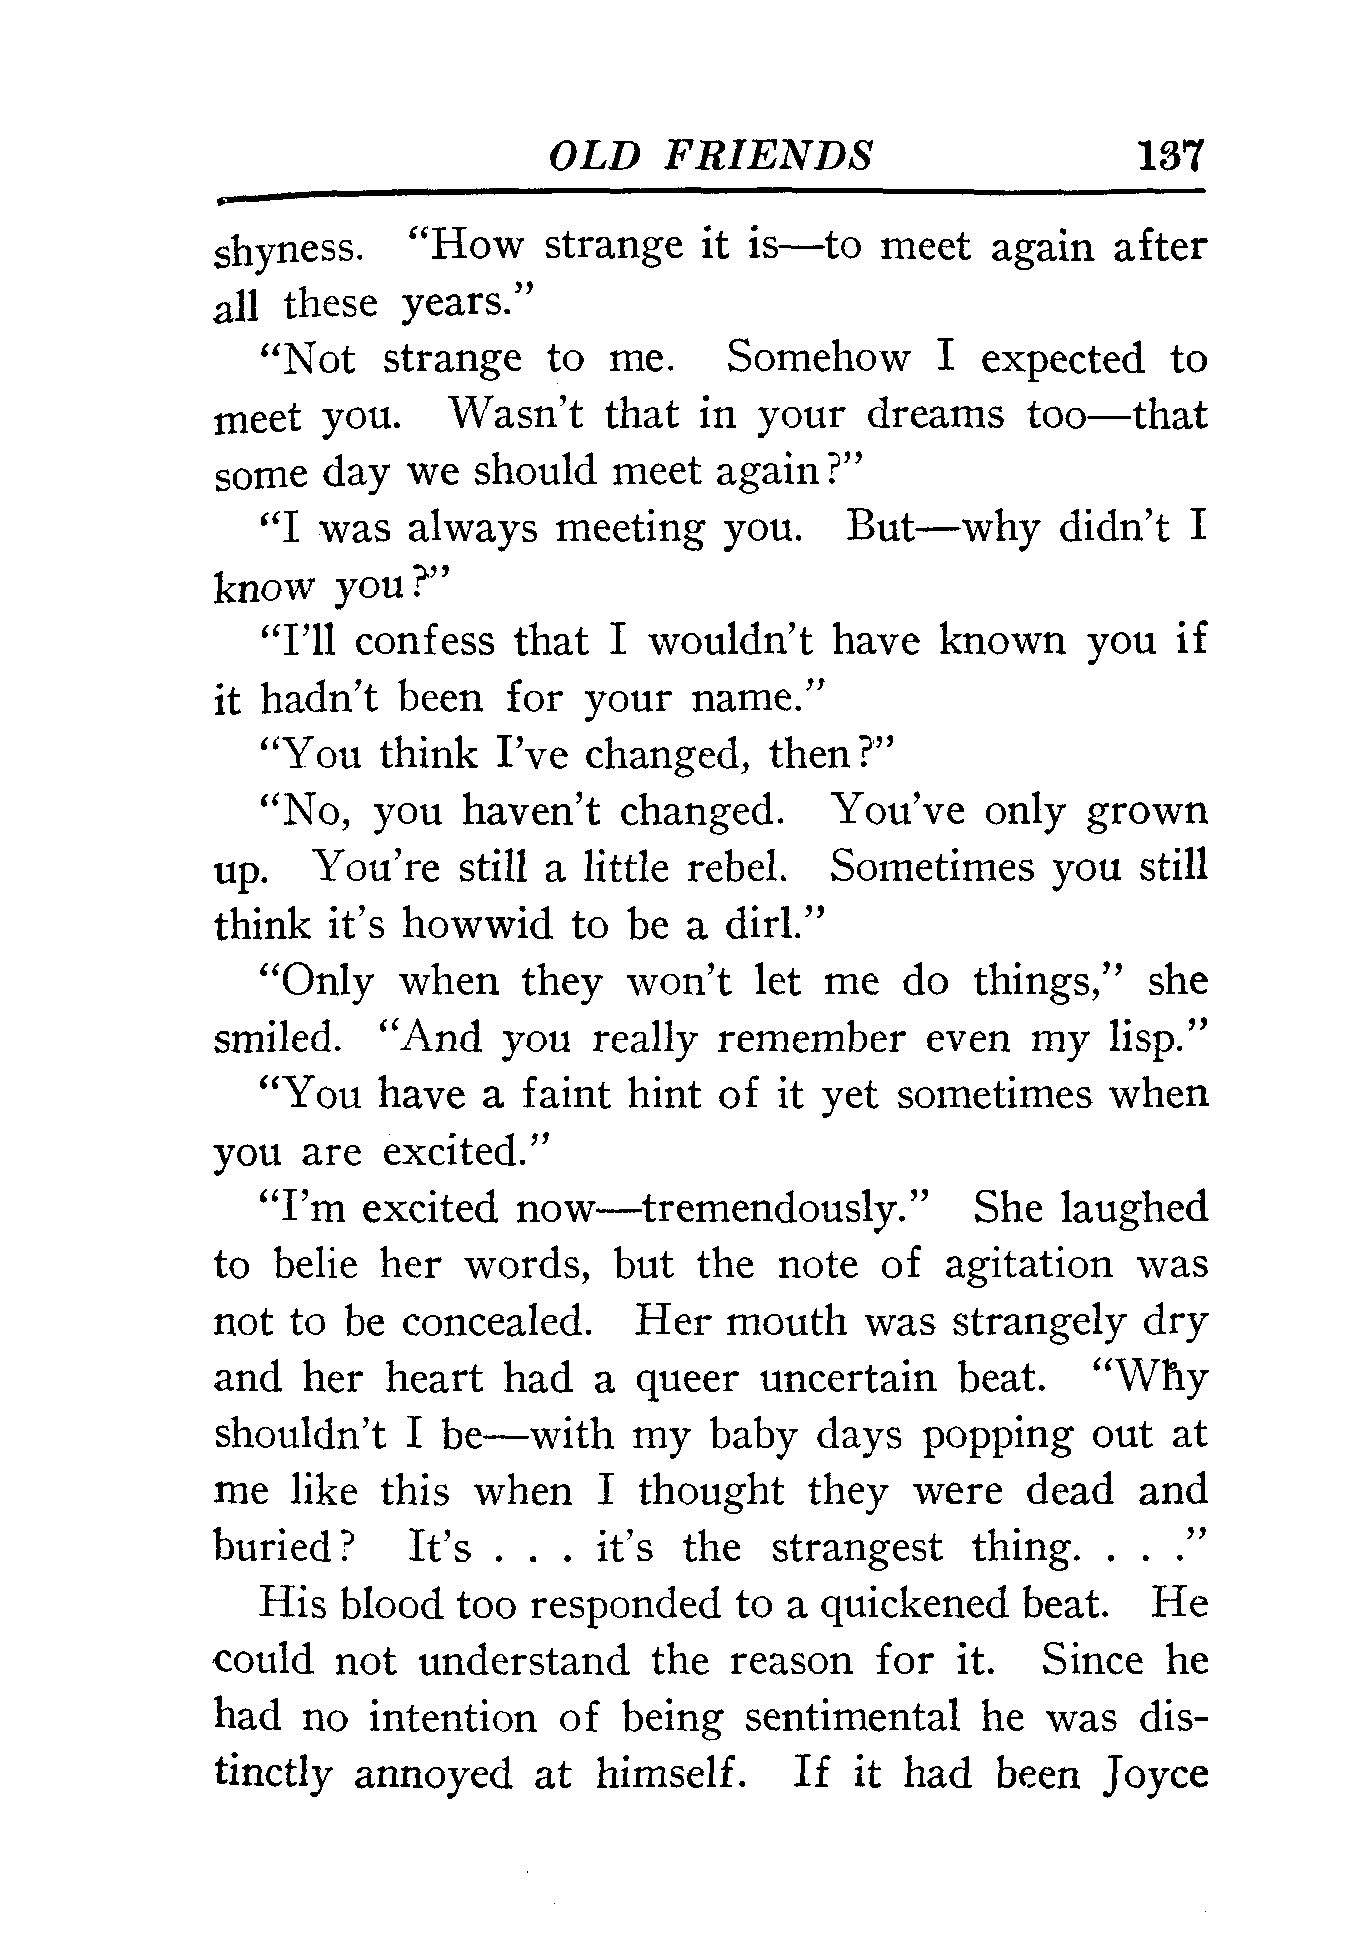 OLD FRIENDS 137
shyness. "How strange it is—to meet again after
all these years."
"Not strange to me. Somehow I expected to
meet you. Wasn't that in your dreams too—that
some day we should meet again?"
"I was always meeting you. But—why didn't I
know you?"
"I'll confess that I wouldn't have known you if
it hadn't been for your name."
"You think I've changed, then?"
"No, you haven't changed. You've only grown
up. You're still a little rebel. Sometimes you still
think it's howwid to be a dirl."
"Only when they won't let me do things," she
smiled. "And you really remember even my lisp."
"You have a faint hint of it yet sometimes when
you are excited."
"I'm excited now—tremendously." She laughed
to belie her words, but the note of agitation was
not to be concealed. Her mouth was strangely dry
and her heart had a queer uncertain beat. "Why
shouldn't I be—with my baby days popping out at
me like this when I thought they were dead and
buried? It's . . . it's the strangest thing. . . ."
His blood too responded to a quickened beat. He
could not understand the reason for it. Since he
had no intention of being sentimental he was dis-
tinctly annoyed at himself. If it had been Joyce